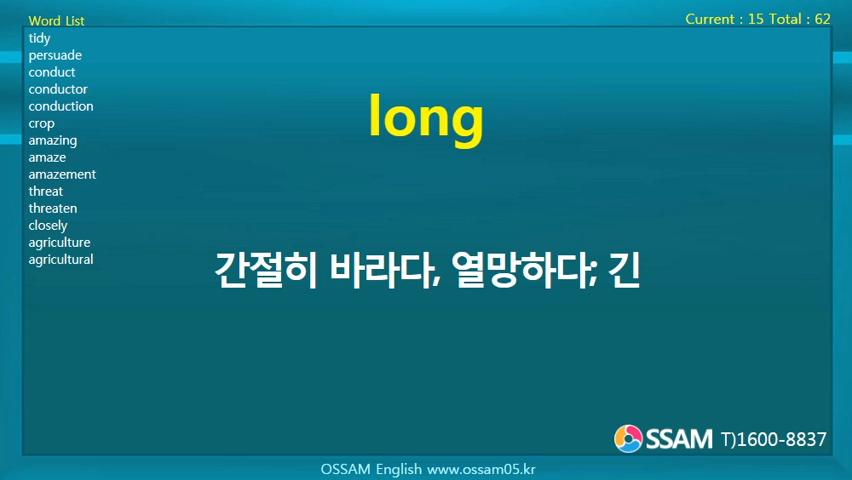 Word List
Current : 15 Total : 62
tidy
persuade
conduct
conductor
conduction
crop
amazing
amaze
amazement
threat
threaten
closely
agriculture
agricultural
long
간절히 바라다, 열망하다; 긴
OSSAM T)1600-8837
OSSAM English www.ossam05.kr